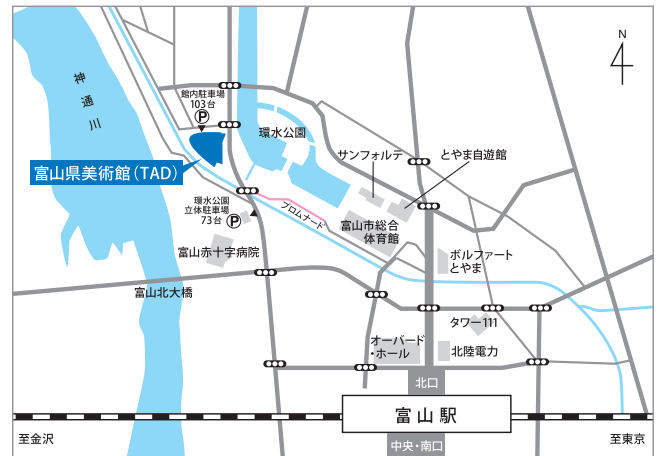 N
神通川
館内駐車場
103台
P
環水公園
サンフォルテ
とやま自遊館
富山県美術館（TAD）
環水公園
立体駐車場
73台
P
プロムナード
富山市総合
体育館
ボルファート
とやま
富山赤十字病院
富山北大橋
タワー111
オーバード
・ホール
北陸電力
北口
富山駅
至金沢
中央・南口
至東京